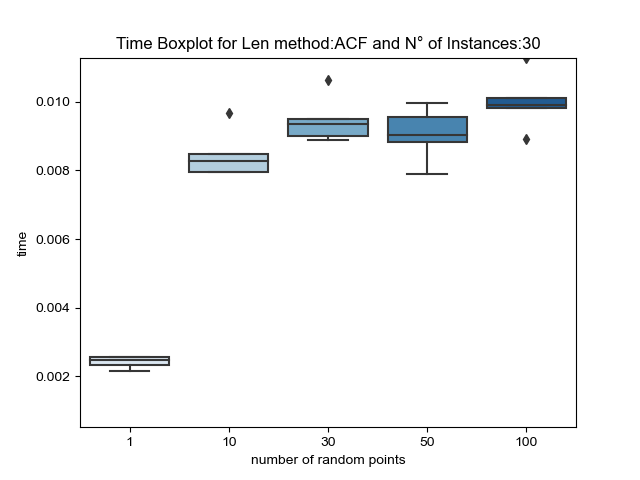 Time Boxplot for Len method:ACF and N° of Instances:30
0.010
0.008
0.006
0.004
0.002
time
1 10 30 50 100
number of random points